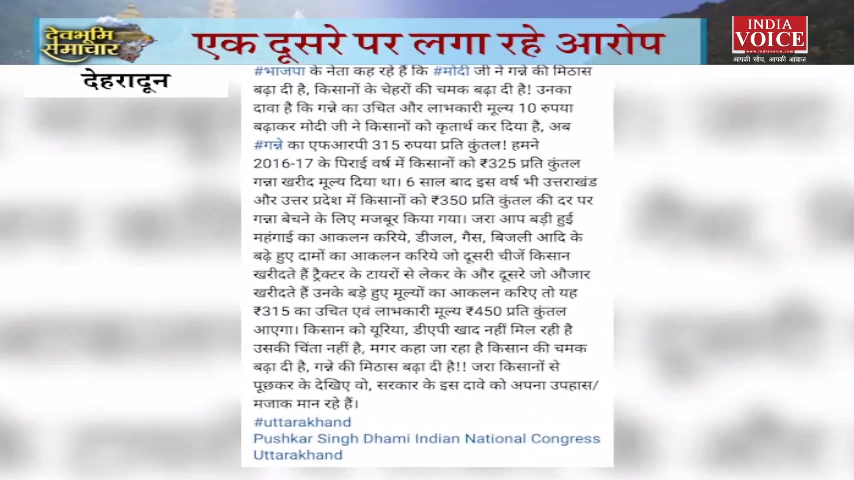 देवभूमि
समाचार
एक दूसरे पर लगा रहे आरोप
INDIA
VOICE
आपकी सोच, आपकी आवाज़
देहरादून
#भाजपा के नेता कह रहे हैं कि #मोदी जी ने गन्ने की मिठास
बढ़ा दी है, किसानों के चेहरों की चमक बढ़ा दी है! उनका
दावा है कि गन्ने का उचित और लाभकारी मूल्य 10 रुपया
बढ़ाकर मोदी जी ने किसानों को कृतार्थ कर दिया है, अब
#गन्ने का एफआरपी 315 रुपया प्रति कुंतल! हमने
2016-17 के पिराई वर्ष में किसानों को ₹325 प्रति कुंतल
गन्ना खरीद मूल्य दिया था। 6 साल बाद इस वर्ष भी उत्तराखंड
और उत्तर प्रदेश में किसानों को ₹350 प्रति कुंतल की दर पर
गन्ना बेचने के लिए मजबूर किया गया। जरा आप बड़ी हुई
महंगाई का आकलन करिये, डीजल, गैस, बिजली आदि के
बढ़े हुए दामों का आकलन करिये जो दूसरी चीजें किसान
खरीदते हैं ट्रैक्टर के टायरों से लेकर के और दूसरे जो औजार
खरीदते हैं उनके बड़े हुए मूल्यों का आकलन करिए तो यह
₹315 का उचित एवं लाभकारी मूल्य ₹450 प्रति कुंतल
आएगा। किसान को यूरिया, डीएपी खाद नहीं मिल रही है
उसकी चिंता नहीं है, मगर कहा जा रहा है किसान की चमक
बढ़ा दी है, गन्ने की मिठास बढ़ा दी है!! जरा किसानों से
पूछकर के देखिए वो, सरकार के इस दावे को अपना उपहास/
मजाक मान रहे हैं।
#uttarakhand
Pushkar Singh Dhami Indian National Congress
Uttarakhand